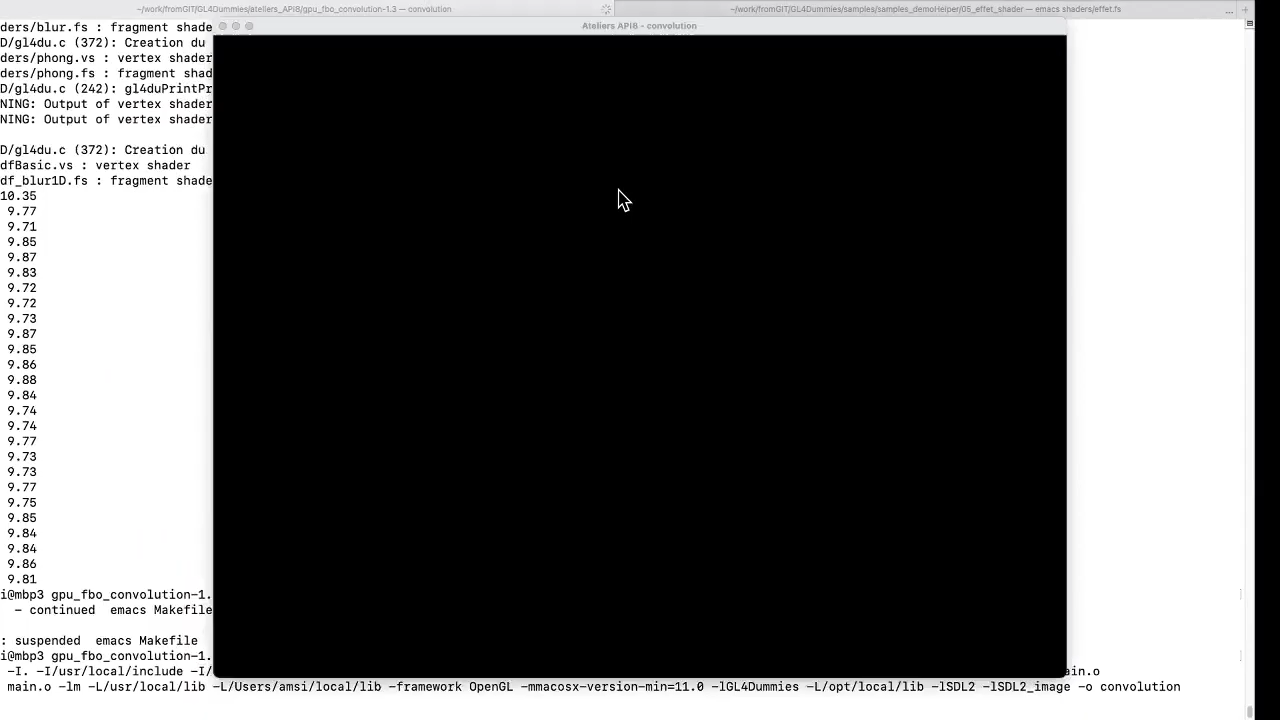 ~/work/fromGIT/GL4Dummies/ateliers_API8/gpu_fbo_convolution-1.3 — convolution
~/work/fromGIT/GL4Dummies/samples/samples_demoHelper/05_effet_shader — emacs shaders/effet.fs
Ateliers API8 - convolution
ders/blur.fs : fragment shade
D/gl4du.c (372): Creation du
ders/phong.vs : vertex shader
ders/phong.fs : fragment shad
D/gl4du.c (242): gl4duPrintPr
NING: Output of vertex shader
NING: Output of vertex shader
D/gl4du.c (372): Creation du
dfBasic.vs : vertex shader
df_blur1D.fs : fragment shade
10.35
9.77
9.71
9.85
9.87
9.83
9.72
9.72
9.73
9.87
9.85
9.86
9.88
9.84
9.74
9.74
9.77
9.73
9.73
9.77
9.75
9.85
9.84
9.84
9.86
9.81
i@mbp3 gpu_fbo_convolution-1.
- continued  emacs Makefile
: suspended  emacs Makefile
i@mbp3 gpu_fbo_convolution-1.
-I. -I/usr/local/include -I/ ain.o
main.o -lm -L/usr/local/lib -L/Users/amsi/local/lib -framework OpenGL -mmacosx-version-min=11.0 -lGL4Dummies -L/opt/local/lib -lSDL2 -lSDL2_image -o convolution